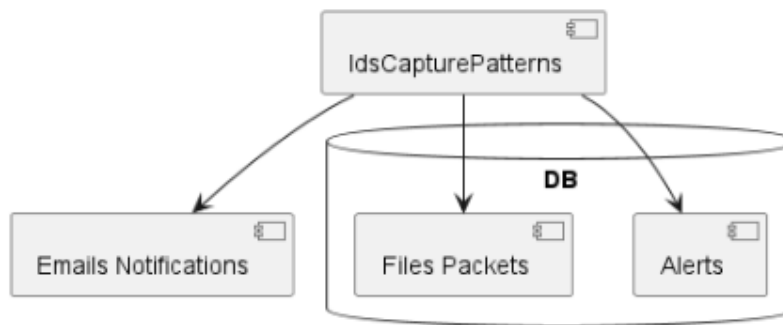 IdsCapturePatterns
DB
Emails Notifications
Files Packets
Alerts